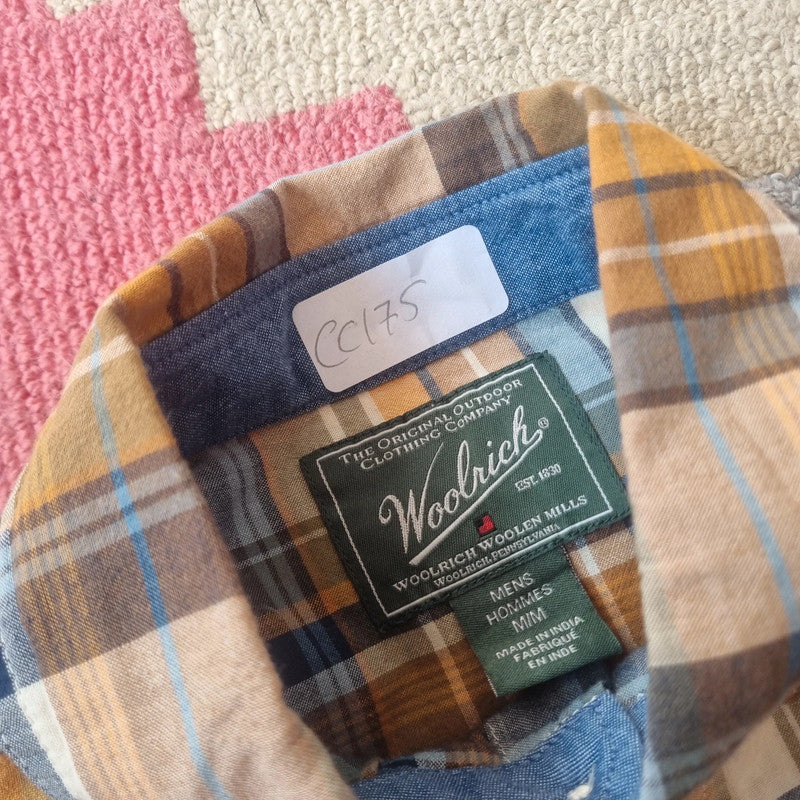 CC175
THE ORIGINAL OUTDOOR
CLOTHING COMPANY
Woolrich®
EST. 1830
WOOLRICH WOOLEN MILLS
WOOLRICH, PENNSYLVANIA
MENS
HOMMES
M/M
MADE IN INDIA
FABRIQUÉ
EN INDE